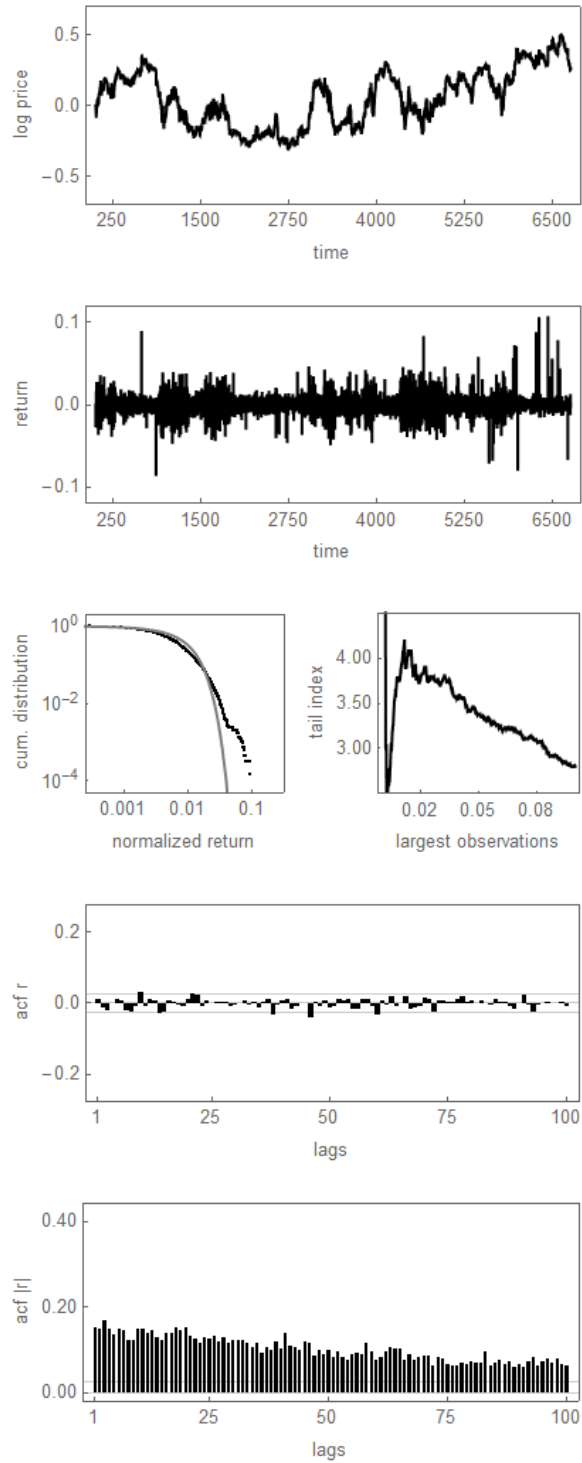 log price
0.5
0.0
−0.5
250 1500 2750 4000 5250 6500
time
return
0.1
0.0
−0.1
250 1500 2750 4000 5250 6500
time
cum. distribution
10^0
10^-2
10^-4
0.001 0.01 0.1
normalized return
tail index
4.00
3.50
3.00
0.02 0.05 0.08
largest observations
acf r
0.2
0.0
−0.2
1 25 50 75 100
lags
acf |r|
0.40
0.20
0.00
1 25 50 75 100
lags